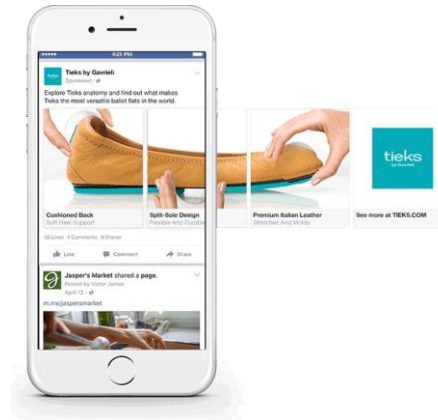 4:21 PM
Tieks by Gavrieli
Sponsored
Explore Tieks anatomy and find out what makes
Tieks the most versatile ballet flats in the world.
Cushioned Back
Soft Heel Support
Split-Sole Design
Flexible And Durable
Premium Italian Leather
Stretches And Molds
tieks
by Gavrieli
See more at TIEKS.COM
Like
Comment
Share
Jasper's Market shared a page.
Posted by Victor James
April 12
m.me/jaspersmarket